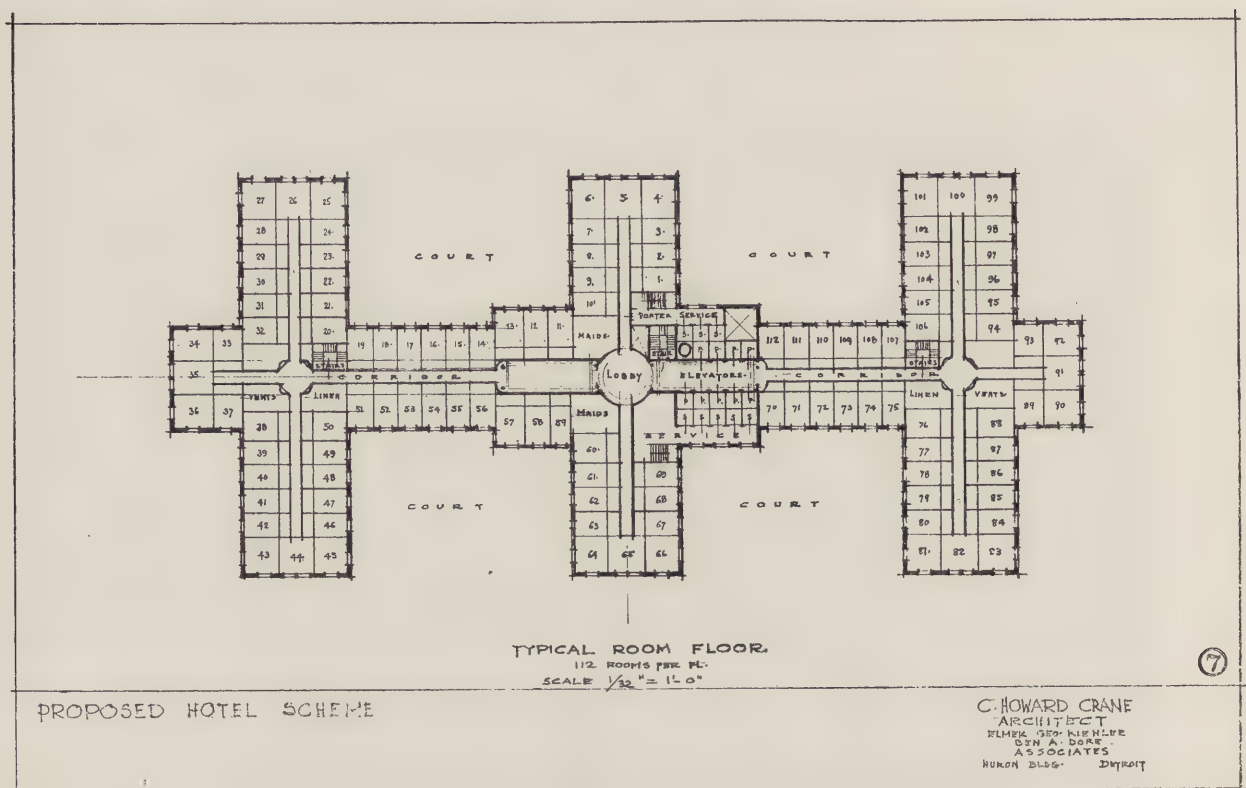 27 26 25
28 24
29 23
30 22
31 21
32 20
6 5 4
7 3
8 2
9 1
10
101 100 99
102 98
103 97
104 96
105 95
106 94
COURT COURT
13 12 11
PORTER SERVICE
MAIDS
S. S. S.
P. P. P. P.
STAIR
34 33
35
36 37
19 18 17 16 15 14
STAIRS
CORRIDOR
LOBBY
ELEVATORS
112 111 110 109 108 107
STAIRS
CORRIDOR
93 92
91
89 90
VENTS LINEN
51 52 53 54 55 56
57 58 59
MAIDS
P. P. P. P. P.
S S S S S
SERVICE
70 71 72 73 74 75
LINEN VENTS
38 50
39 49
40 48
41 47
42 46
43 44 45
60
61 69
62 68
63 67
64 65 66
76 88
77 87
78 86
79 85
80 84
81 82 83
COURT COURT
TYPICAL ROOM FLOOR.
112 ROOMS PER FL.
SCALE 1/32" = 1'-0"
7
PROPOSED HOTEL SCHEME
C. HOWARD CRANE
ARCHITECT
ELMER GEO. KIEHLER
BEN A. DORE
ASSOCIATES
HURON BLDG. DETROIT